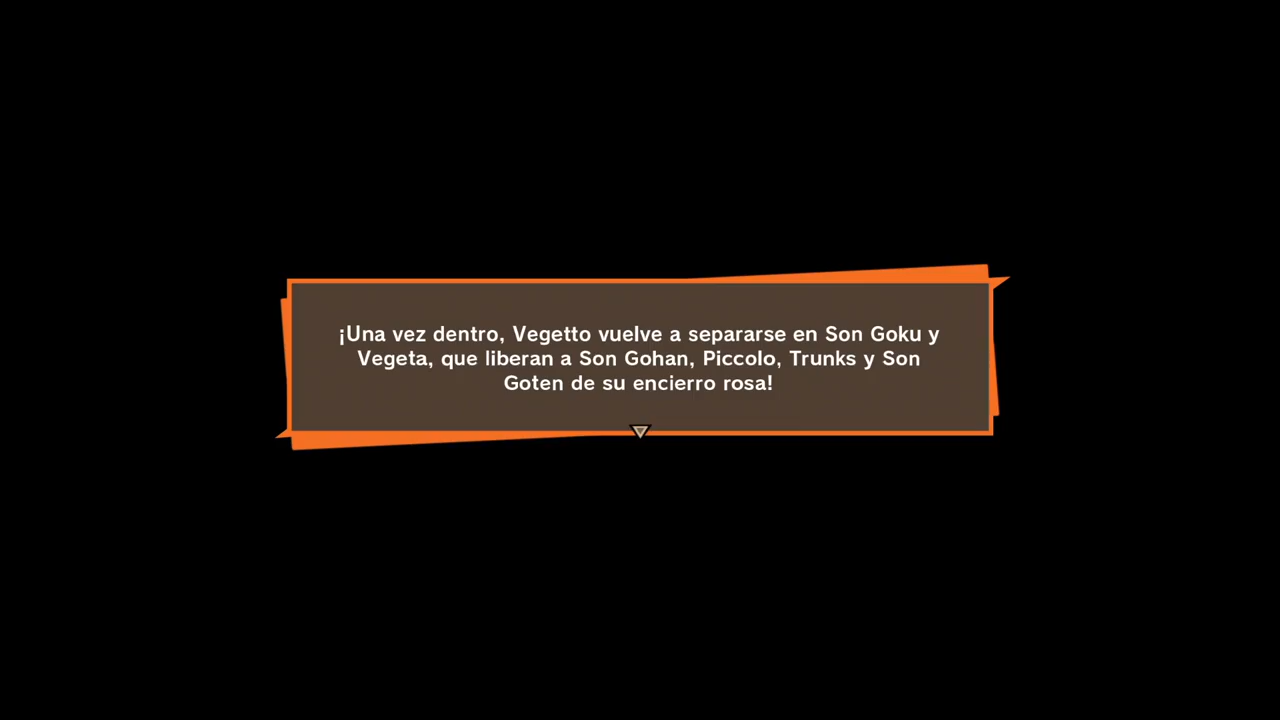 ¡Una vez dentro, Vegetto vuelve a separarse en Son Goku y
Vegeta, que liberan a Son Gohan, Piccolo, Trunks y Son
Goten de su encierro rosa!